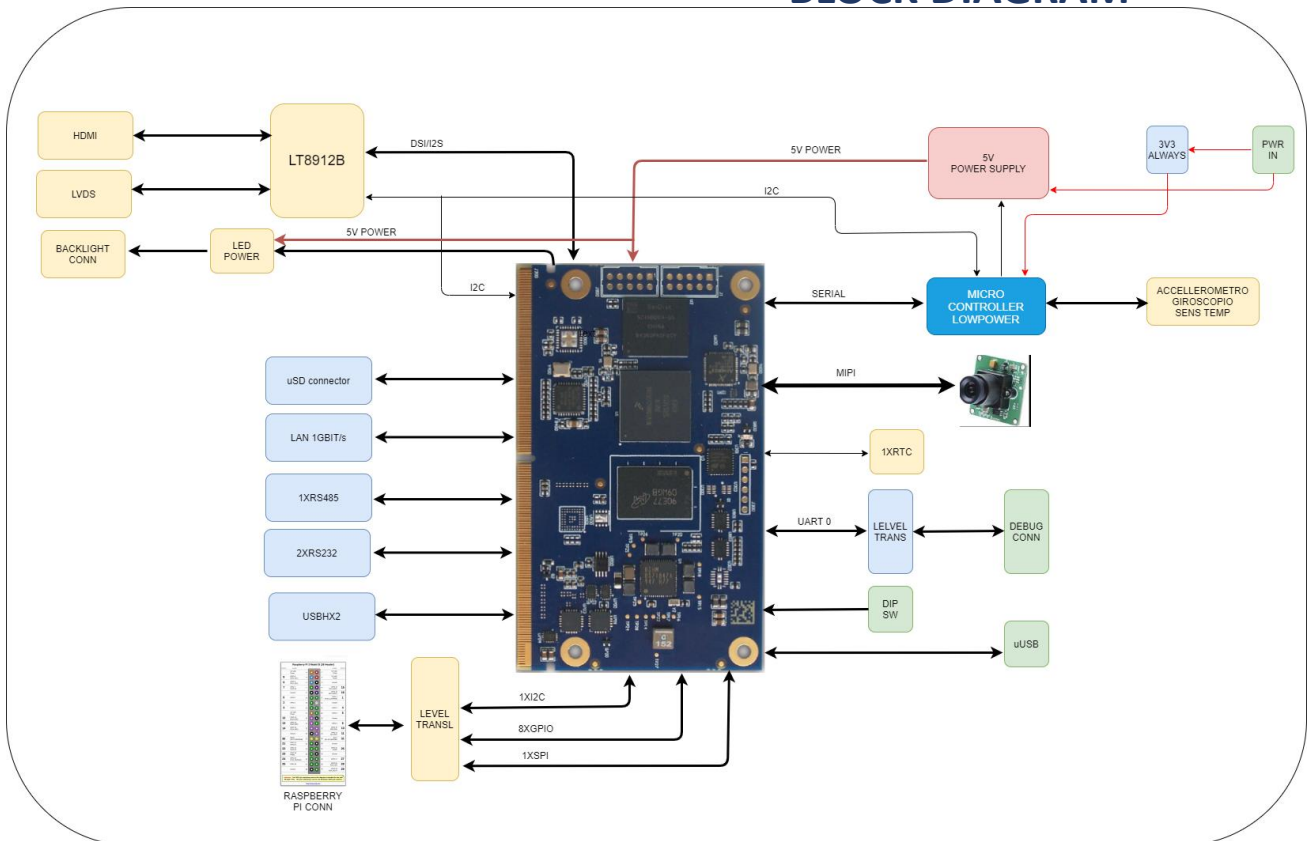 BLOCK DIAGRAM
HDMI
LT8912B
DSI/I2S
5V POWER
5V
POWER SUPPLY
3V3
ALWAYS
PWR
IN
LVDS
I2C
5V POWER
BACKLIGHT
CONN
LED
POWER
I2C
SERIAL
MICRO
CONTROLLER
LOWPOWER
ACCELLEROMETRO
GIROSCOPIO
SENS TEMP
uSD connector
MIPI
LAN 1GBIT/s
1XRTC
1XRS485
UART 0
LELVEL
TRANS
DEBUG
CONN
2XRS232
USBHX2
DIP
SW
uUSB
LEVEL
TRANSL
1XI2C
8XGPIO
1XSPI
RASPBERRY
PI CONN